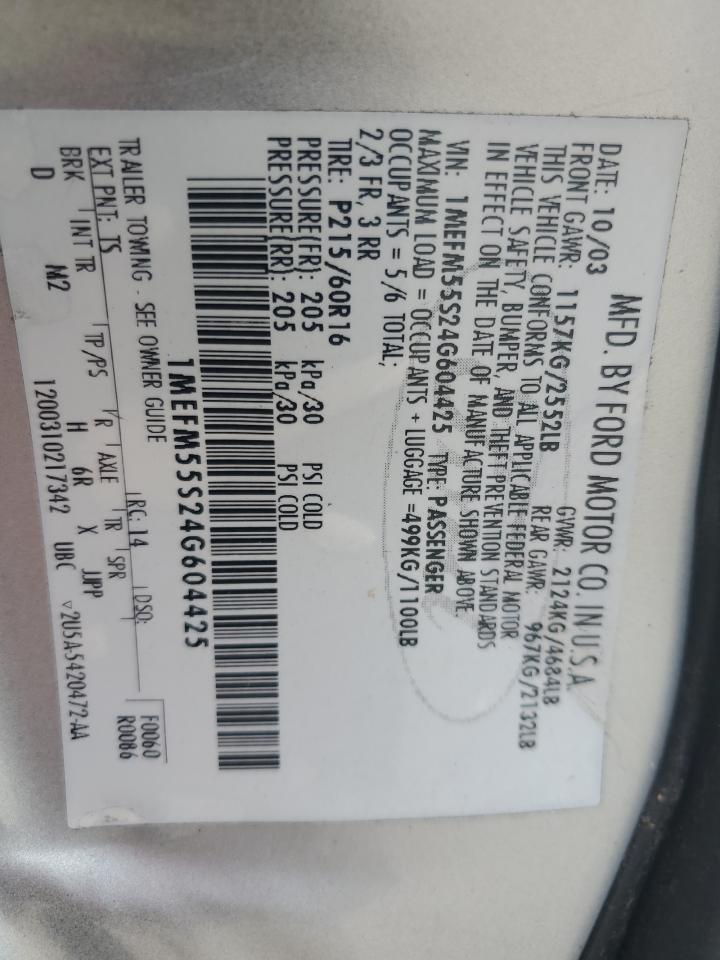 MFD. BY FORD MOTOR CO. IN U.S.A.
DATE: 10/03 GVWR: 2124KG/4684LB
FRONT GAWR: 1157KG/2552LB REAR GAWR: 967KG/2132LB
THIS VEHICLE CONFORMS TO ALL APPLICABLE FEDERAL MOTOR
VEHICLE SAFETY, BUMPER, AND THEFT PREVENTION STANDARDS
IN EFFECT ON THE DATE OF MANUFACTURE SHOWN ABOVE.
VIN: 1MEFM55S24G604425 TYPE: PASSENGER
MAXIMUM LOAD = OCCUPANTS + LUGGAGE =499KG/1100LB
OCCUPANTS = 5/6 TOTAL;
2/3 FR, 3 RR
TIRE: P215/60R16
PRESSURE(FR): 205 kPa/30 PSI COLD
PRESSURE(RR): 205 kPa/30 PSI COLD
1MEFM55S24G604425
TRAILER TOWING - SEE OWNER GUIDE
F0060
EXT PNT: TS RC: 14 DSO: R0086
BRK INT TR TP/PS R AXLE TR SPR
D M2 H 6R X JJPP
1200310217342 UBC 2U5A-5420472-AA